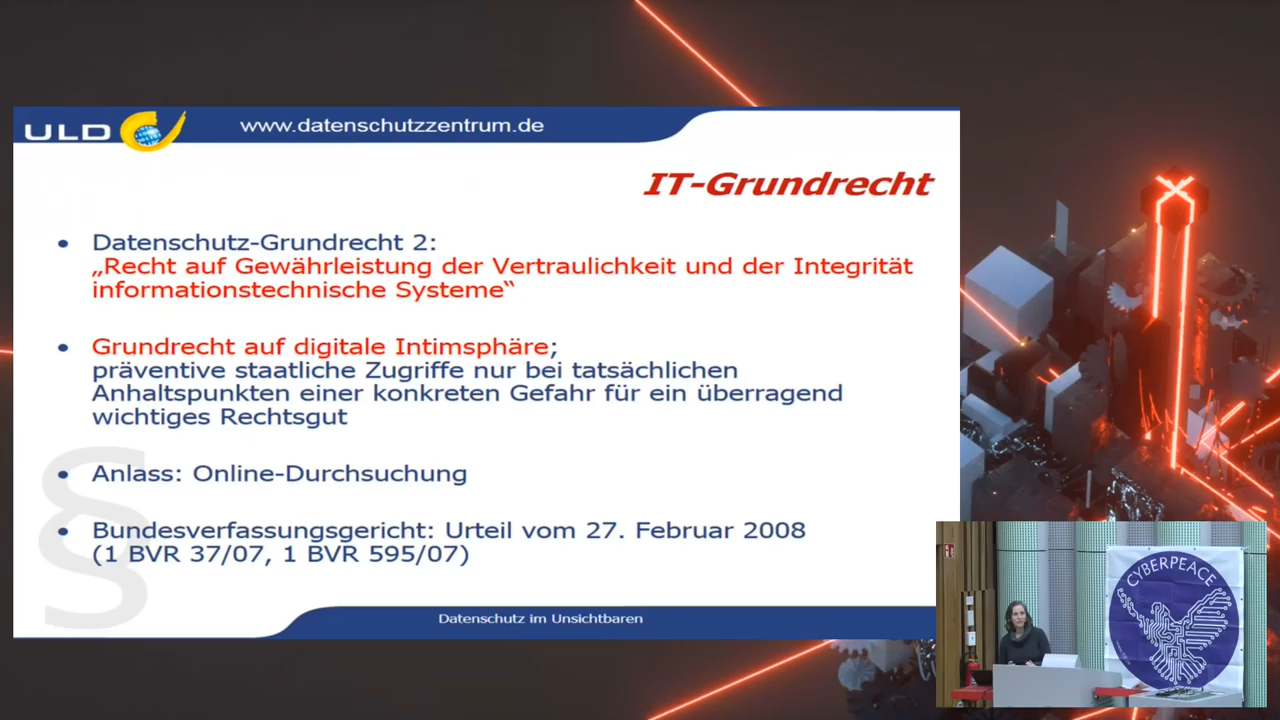 ULD
www.datenschutzzentrum.de
IT-Grundrecht
• Datenschutz-Grundrecht 2:
„Recht auf Gewährleistung der Vertraulichkeit und der Integrität
informationstechnische Systeme“
• Grundrecht auf digitale Intimsphäre;
präventive staatliche Zugriffe nur bei tatsächlichen
Anhaltspunkten einer konkreten Gefahr für ein überragend
wichtiges Rechtsgut
• Anlass: Online-Durchsuchung
• Bundesverfassungsgericht: Urteil vom 27. Februar 2008
(1 BVR 37/07, 1 BVR 595/07)
§
Datenschutz im Unsichtbaren
CYBERPEACE